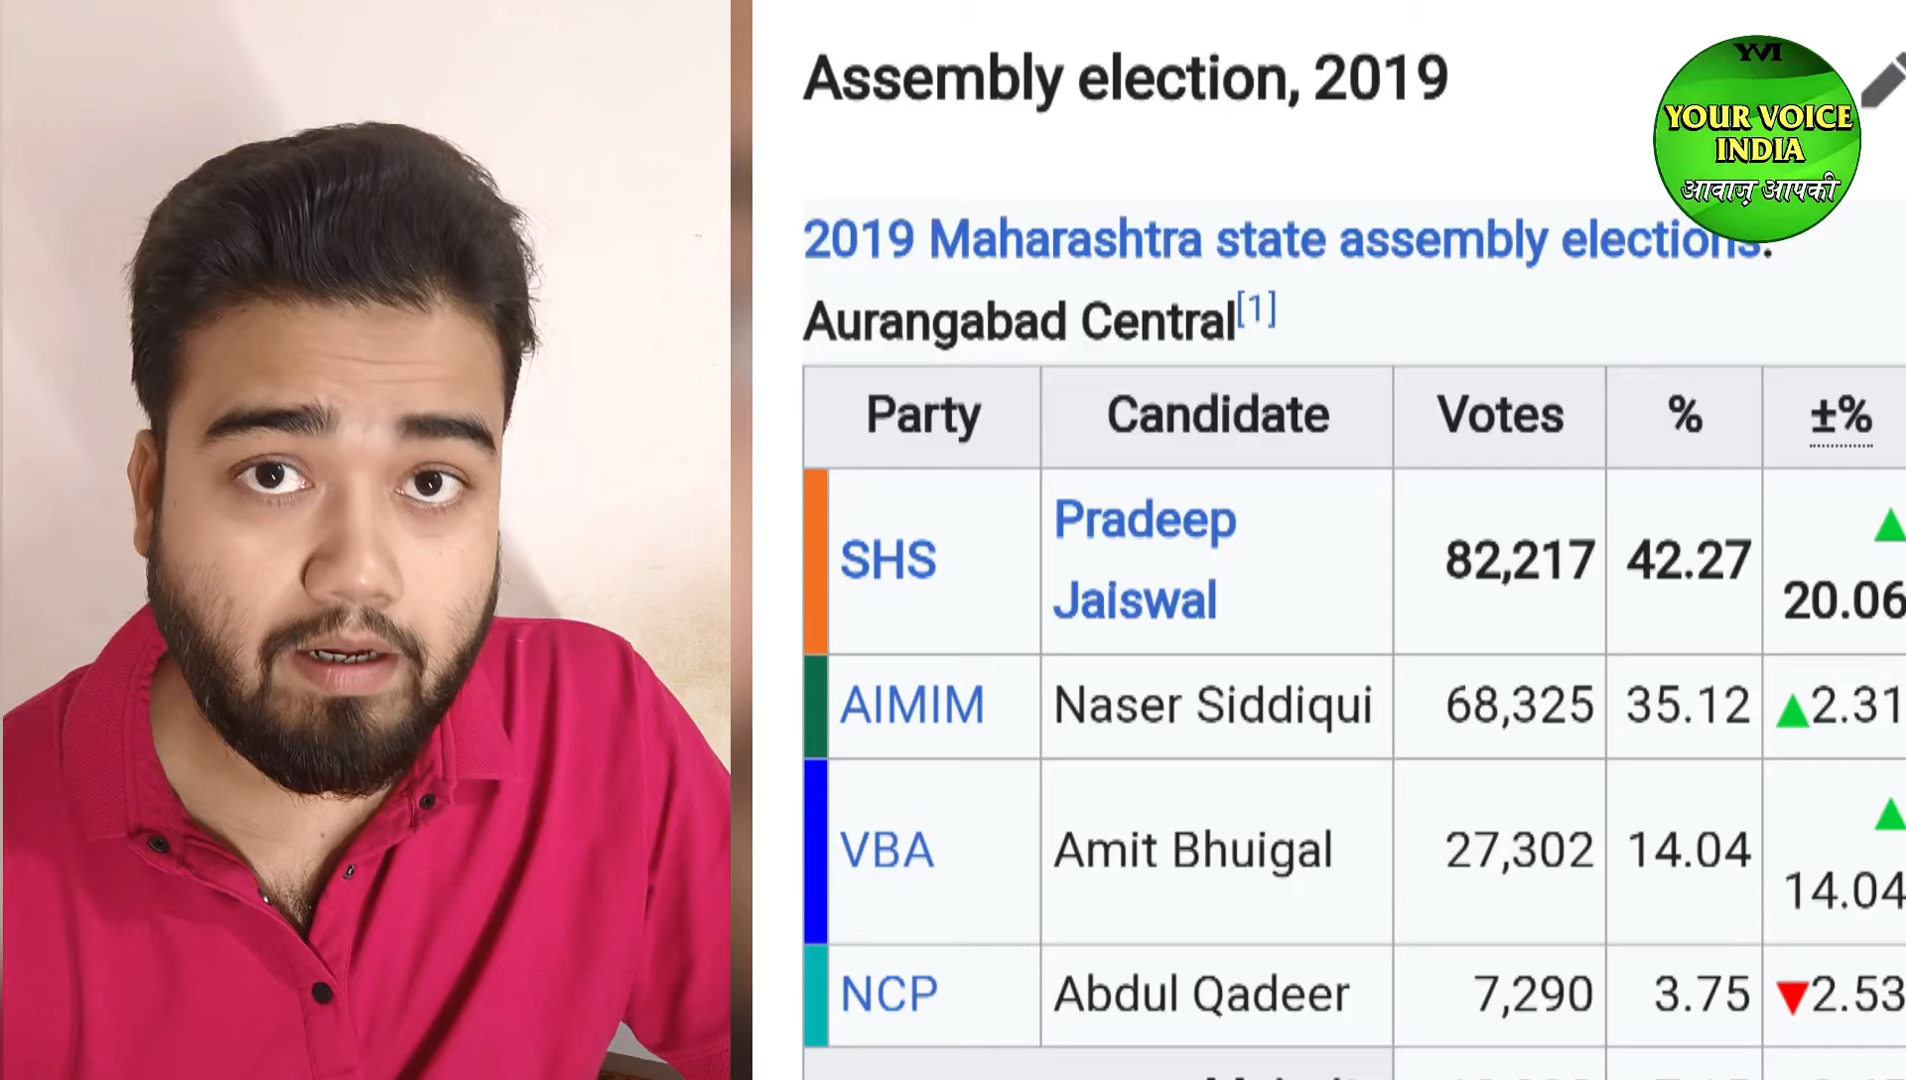 Assembly election, 2019
YVI
YOUR VOICE
INDIA
आवाज़ आपकी
2019 Maharashtra state assembly elections:
Aurangabad Central[1]
Party Candidate Votes % ±%
SHS Pradeep Jaiswal 82,217 42.27 ▲20.06
AIMIM Naser Siddiqui 68,325 35.12 ▲2.31
VBA Amit Bhuigal 27,302 14.04 ▲14.04
NCP Abdul Qadeer 7,290 3.75 ▼2.53